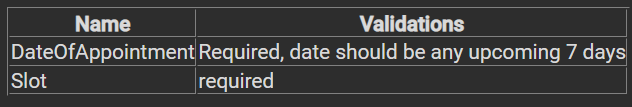 Name Validations
DateOfAppointment Required, date should be any upcoming 7 days
Slot required